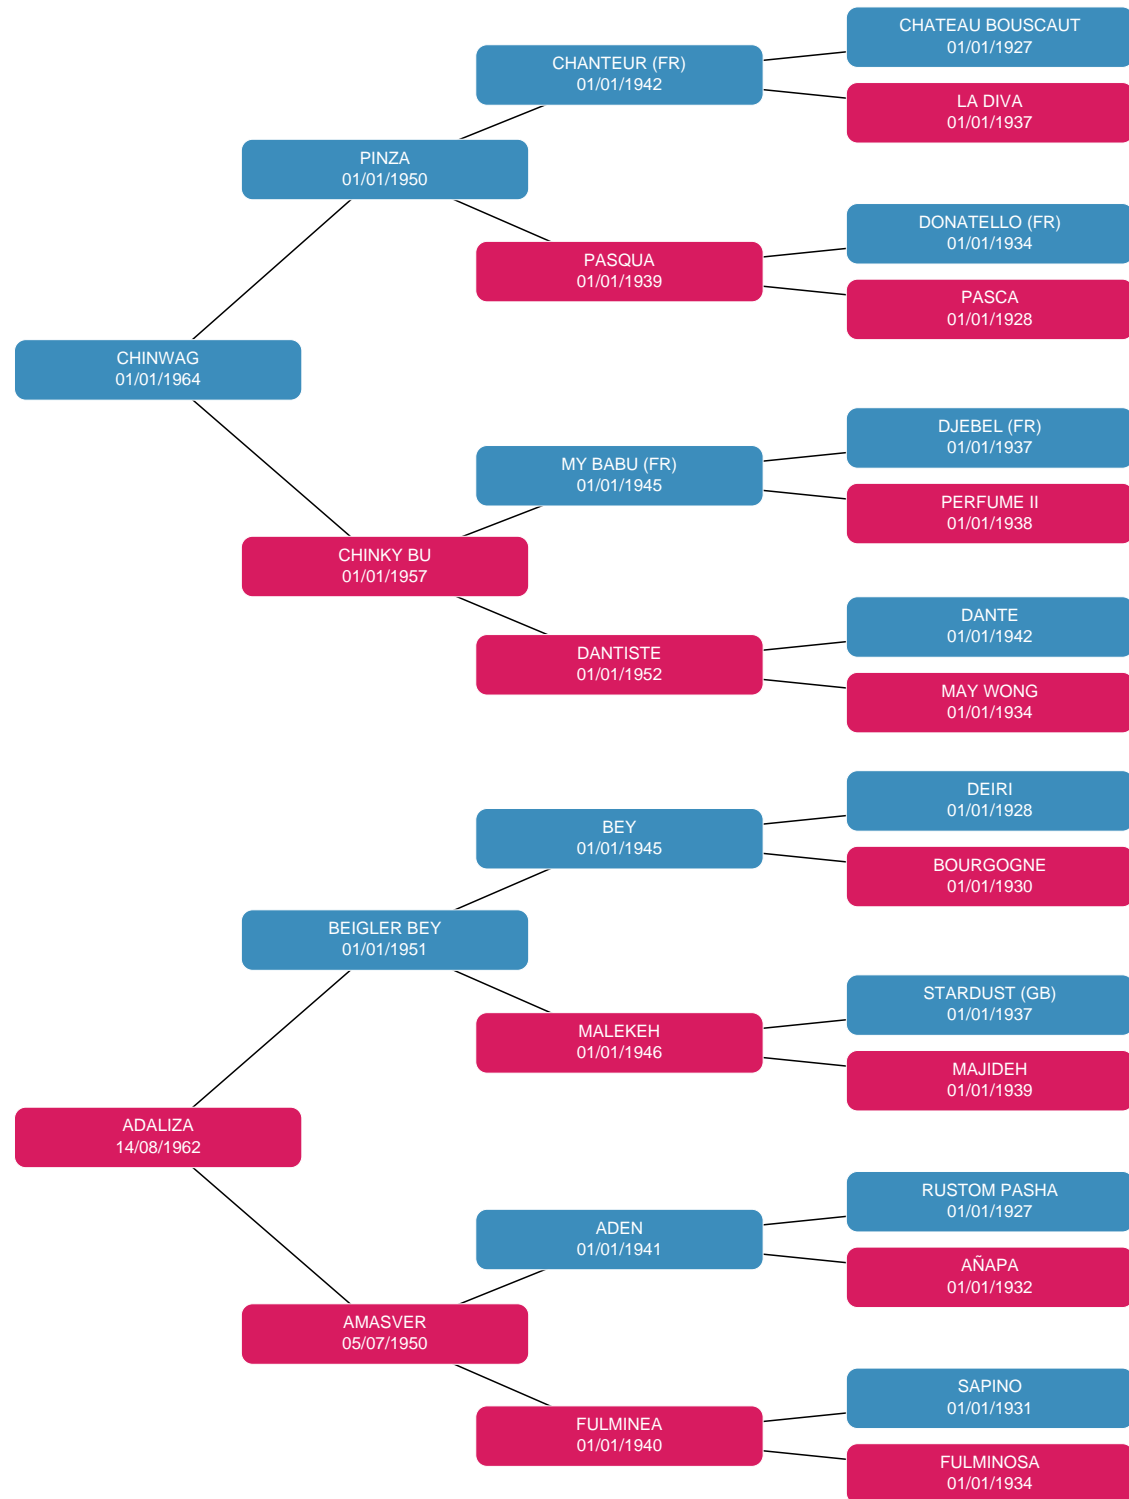 CHATEAU BOUSCAUT
01/01/1927
CHANTEUR (FR)
01/01/1942
LA DIVA
01/01/1937
PINZA
01/01/1950
DONATELLO (FR)
01/01/1934
PASQUA
01/01/1939
PASCA
01/01/1928
CHINWAG
01/01/1964
DJEBEL (FR)
01/01/1937
MY BABU (FR)
01/01/1945
PERFUME II
01/01/1938
CHINKY BU
01/01/1957
DANTE
01/01/1942
DANTISTE
01/01/1952
MAY WONG
01/01/1934
DEIRI
01/01/1928
BEY
01/01/1945
BOURGOGNE
01/01/1930
BEIGLER BEY
01/01/1951
STARDUST (GB)
01/01/1937
MALEKEH
01/01/1946
MAJIDEH
01/01/1939
ADALIZA
14/08/1962
RUSTOM PASHA
01/01/1927
ADEN
01/01/1941
AÑAPA
01/01/1932
AMASVER
05/07/1950
SAPINO
01/01/1931
FULMINEA
01/01/1940
FULMINOSA
01/01/1934